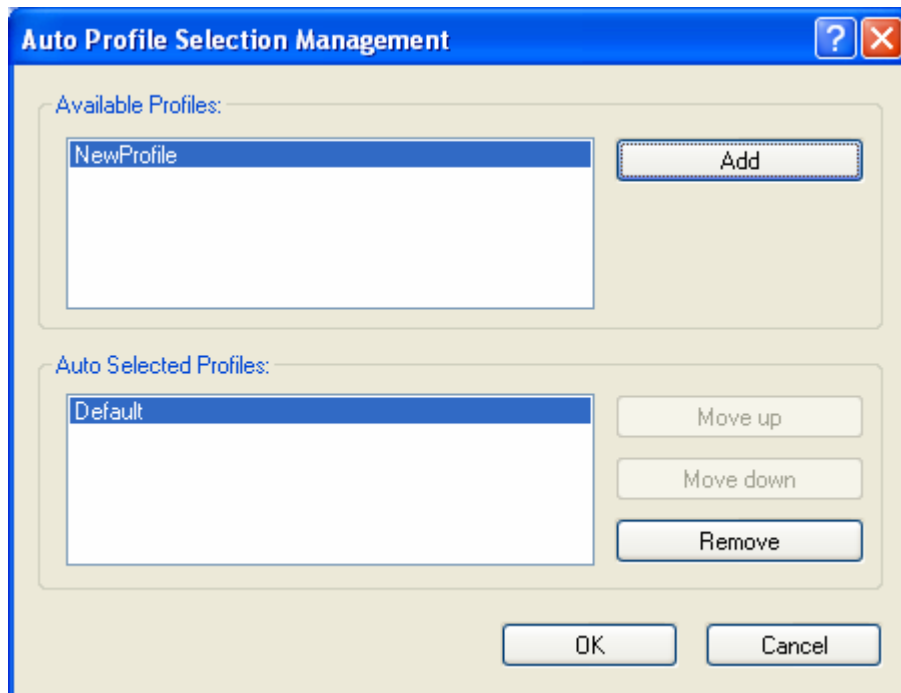 Auto Profile Selection Management
Available Profiles:
NewProfile
Add
Auto Selected Profiles:
Default
Move up
Move down
Remove
OK
Cancel